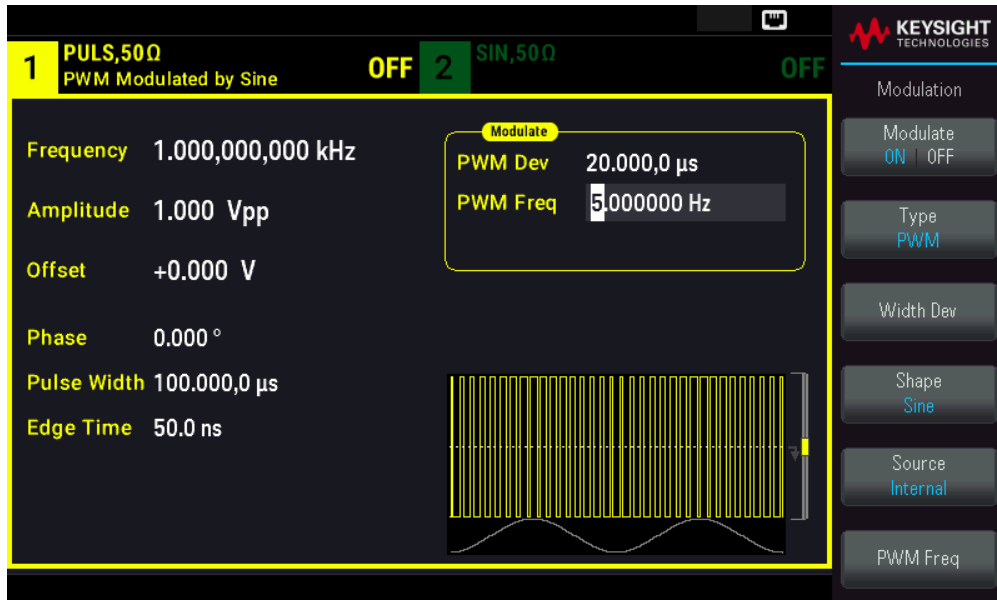 1
PULS,50Ω
PWM Modulated by Sine
OFF
2
SIN,50Ω
OFF
KEYSIGHT
TECHNOLOGIES
Frequency 1.000,000,000 kHz
Amplitude 1.000 Vpp
Offset +0.000 V
Phase 0.000 °
Pulse Width 100.000,0 µs
Edge Time 50.0 ns
Modulate
PWM Dev 20.000,0 µs
PWM Freq 5.000000 Hz
Modulation
Modulate
ON | OFF
Type
PWM
Width Dev
Shape
Sine
Source
Internal
PWM Freq